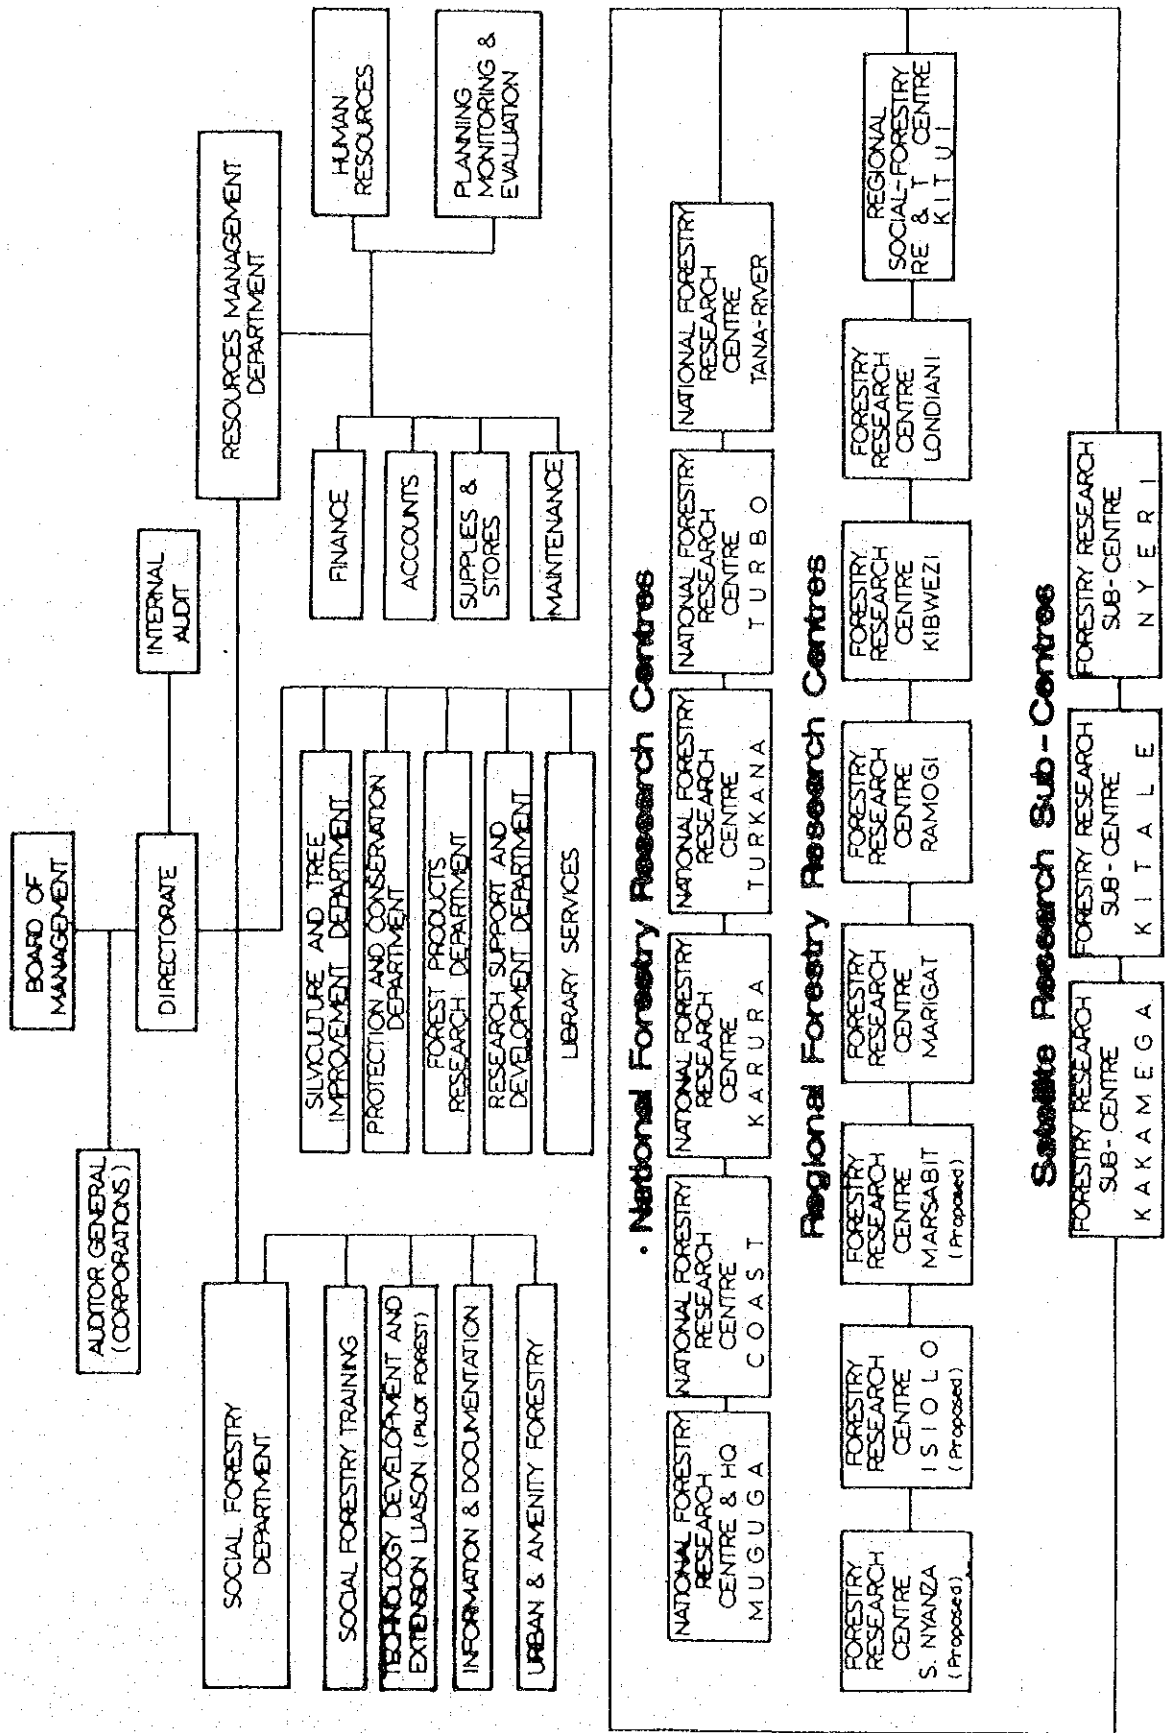 BOARD OF
MANAGEMENT
AUDITOR GENERAL
(CORPORATIONS)
DIRECTORATE
INTERNAL
AUDIT
SOCIAL FORESTRY
DEPARTMENT
RESOURCES MANAGEMENT
DEPARTMENT
SOCIAL FORESTRY TRAINING
TECHNOLOGY DEVELOPMENT AND
EXTENSION LIAISON (PILOT FOREST)
INFORMATION & DOCUMENTATION
URBAN & AMENITY FORESTRY
SILVICULTURE AND TREE
IMPROVEMENT DEPARTMENT
PROTECTION AND CONSERVATION
DEPARTMENT
FOREST PRODUCTS
RESEARCH DEPARTMENT
RESEARCH SUPPORT AND
DEVELOPMENT DEPARTMENT
LIBRARY SERVICES
FINANCE
ACCOUNTS
SUPPLIES &
STORES
MAINTENANCE
HUMAN
RESOURCES
PLANNING
MONITORING &
EVALUATION
National Forestry Research Centres
NATIONAL FORESTRY
RESEARCH
CENTRE & HQ
MUGUGA
NATIONAL FORESTRY
RESEARCH
CENTRE
COAST
NATIONAL FORESTRY
RESEARCH
CENTRE
KARURA
NATIONAL FORESTRY
RESEARCH
CENTRE
TURKANA
NATIONAL FORESTRY
RESEARCH
CENTRE
TURBO
NATIONAL FORESTRY
RESEARCH
CENTRE
TANA-RIVER
Regional Forestry Research Centres
FORESTRY
RESEARCH
CENTRE
S. NYANZA
(Proposed)
FORESTRY
RESEARCH
CENTRE
ISIOLO
(Proposed)
FORESTRY
RESEARCH
CENTRE
MARSABIT
(Proposed)
FORESTRY
RESEARCH
CENTRE
MARIGAT
FORESTRY
RESEARCH
CENTRE
RAMOGI
FORESTRY
RESEARCH
CENTRE
KIBWEZI
FORESTRY
RESEARCH
CENTRE
LONDIANI
REGIONAL
SOCIAL-FORESTRY
RE & T CENTRE
KITUI
Satellite Research Sub-Centres
FORESTRY RESEARCH
SUB-CENTRE
KAKAMEGA
FORESTRY RESEARCH
SUB-CENTRE
KITALE
FORESTRY RESEARCH
SUB-CENTRE
NYERI